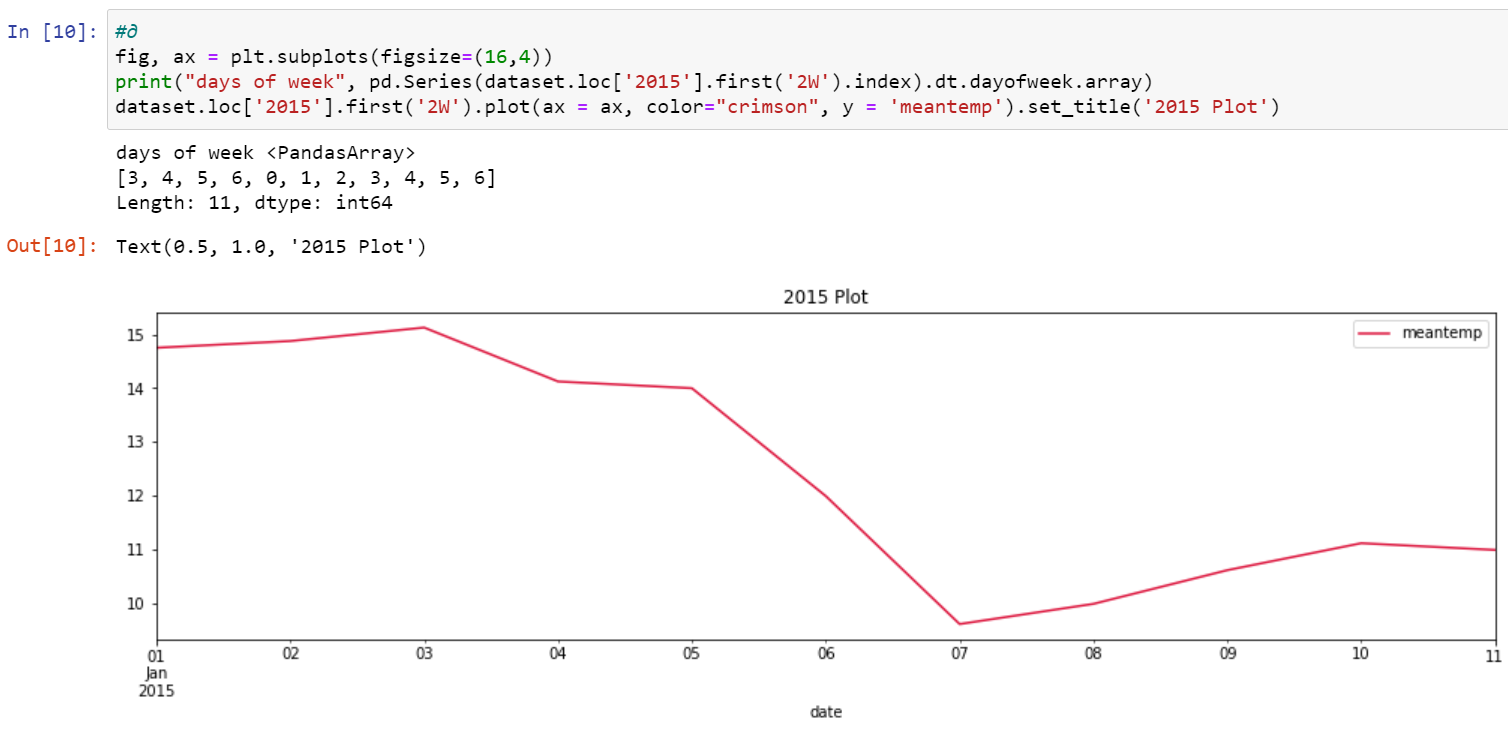 In [10]: #∂
fig, ax = plt.subplots(figsize=(16,4))
print("days of week", pd.Series(dataset.loc['2015'].first('2W').index).dt.dayofweek.array)
dataset.loc['2015'].first('2W').plot(ax = ax, color="crimson", y = 'meantemp').set_title('2015 Plot')
days of week <PandasArray>
[3, 4, 5, 6, 0, 1, 2, 3, 4, 5, 6]
Length: 11, dtype: int64
Out[10]: Text(0.5, 1.0, '2015 Plot')
2015 Plot
meantemp
15
14
13
12
11
10
01 02 03 04 05 06 07 08 09 10 11
Jan
2015
date